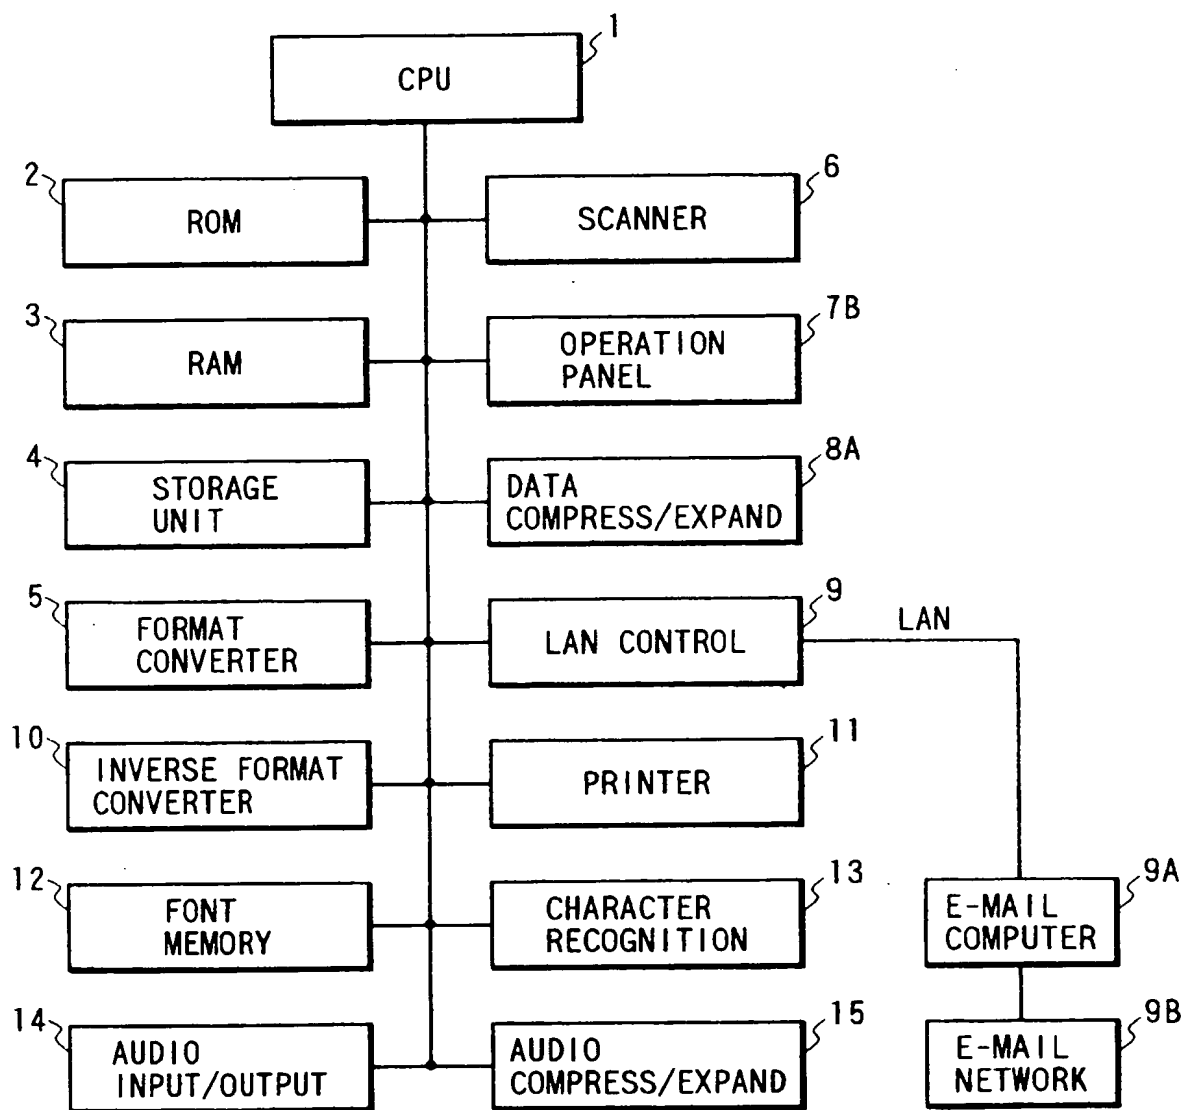 1
CPU
2
ROM
6
SCANNER
3
RAM
7B
OPERATION
PANEL
4
STORAGE
UNIT
8A
DATA
COMPRESS/EXPAND
5
FORMAT
CONVERTER
9
LAN CONTROL
LAN
10
INVERSE FORMAT
CONVERTER
11
PRINTER
12
FONT
MEMORY
13
CHARACTER
RECOGNITION
9A
E-MAIL
COMPUTER
14
AUDIO
INPUT/OUTPUT
15
AUDIO
COMPRESS/EXPAND
9B
E-MAIL
NETWORK